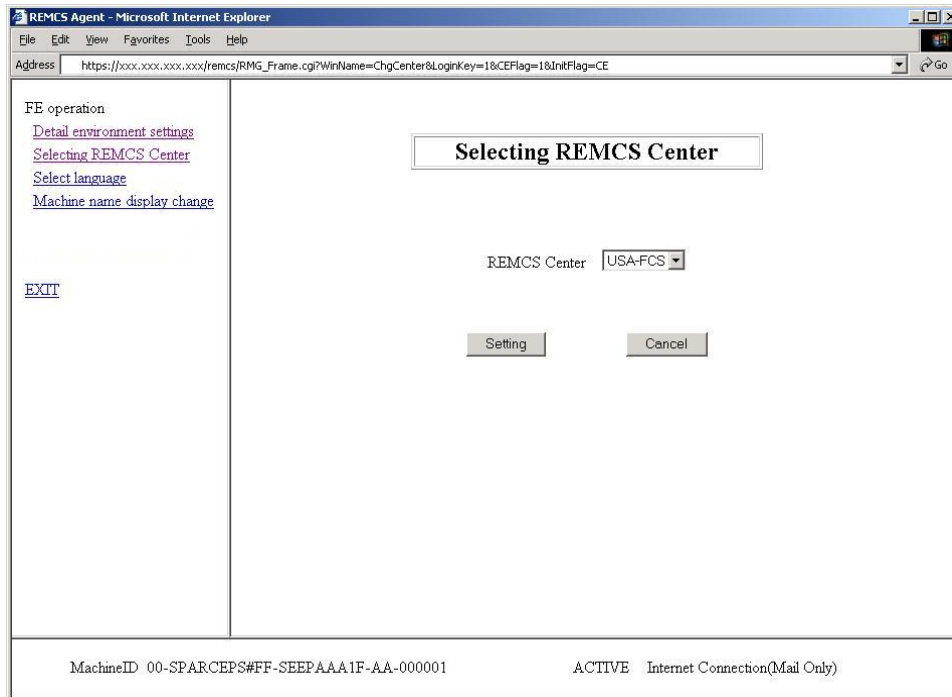 REMCS Agent - Microsoft Internet Explorer
File Edit View Favorites Tools Help
Address https://xxx.xxx.xxx.xxx/remcs/RMG_Frame.cgi?WinName=ChgCenter&LoginKey=1&CEFlag=1&InitFlag=CE Go
FE operation
Detail environment settings
Selecting REMCS Center
Select language
Machine name display change
EXIT
Selecting REMCS Center
REMCS Center USA-FCS
Setting Cancel
MachineID 00-SPARCEPS#FF-SEEPAAA1F-AA-000001 ACTIVE Internet Connection(Mail Only)